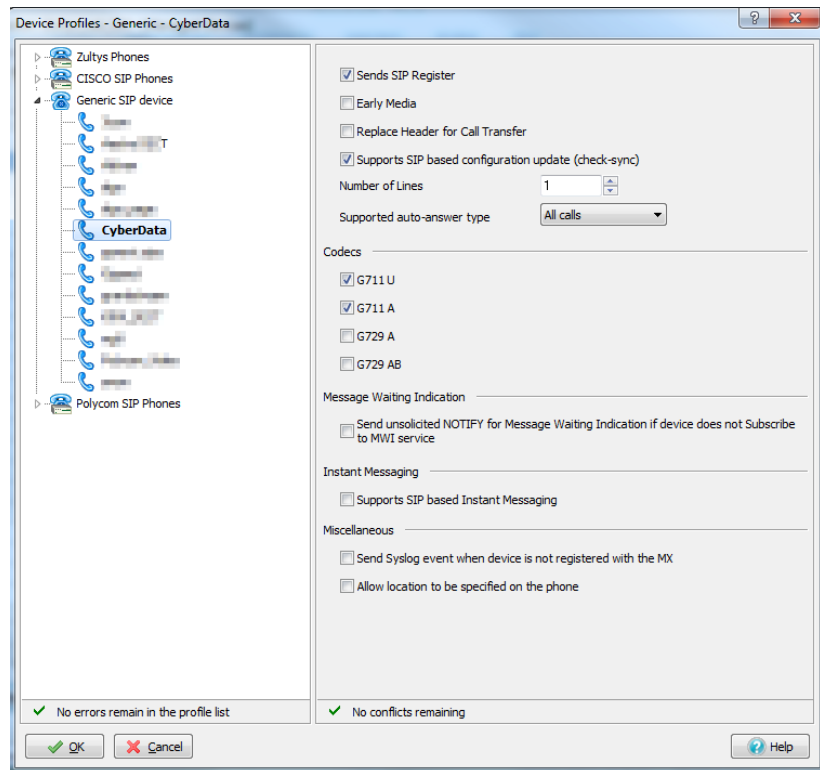 Device Profiles - Generic - CyberData
Zultys Phones
CISCO SIP Phones
Generic SIP device
T
CyberData
Polycom SIP Phones
No errors remain in the profile list
Sends SIP Register
Early Media
Replace Header for Call Transfer
Supports SIP based configuration update (check-sync)
Number of Lines 1
Supported auto-answer type All calls
Codecs
G711 U
G711 A
G729 A
G729 AB
Message Waiting Indication
Send unsolicited NOTIFY for Message Waiting Indication if device does not Subscribe
to MWI service
Instant Messaging
Supports SIP based Instant Messaging
Miscellaneous
Send Syslog event when device is not registered with the MX
Allow location to be specified on the phone
No conflicts remaining
OK
Cancel
Help